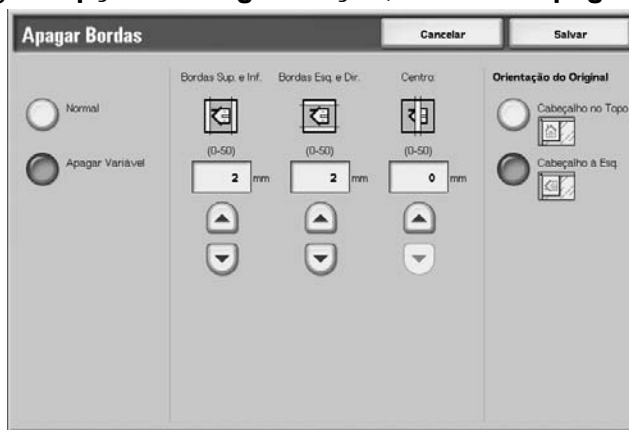 Apagar Bordas
Cancelar
Salvar
Bordas Sup. e Inf.
Bordas Esq. e Dir.
Centro:
Orientação do Original
Normal
Apagar Variável
(0-50)
(0-50)
(0-50)
2 mm
2 mm
0 mm
Cabeçalho no Topo
Cabeçalho à Esq.